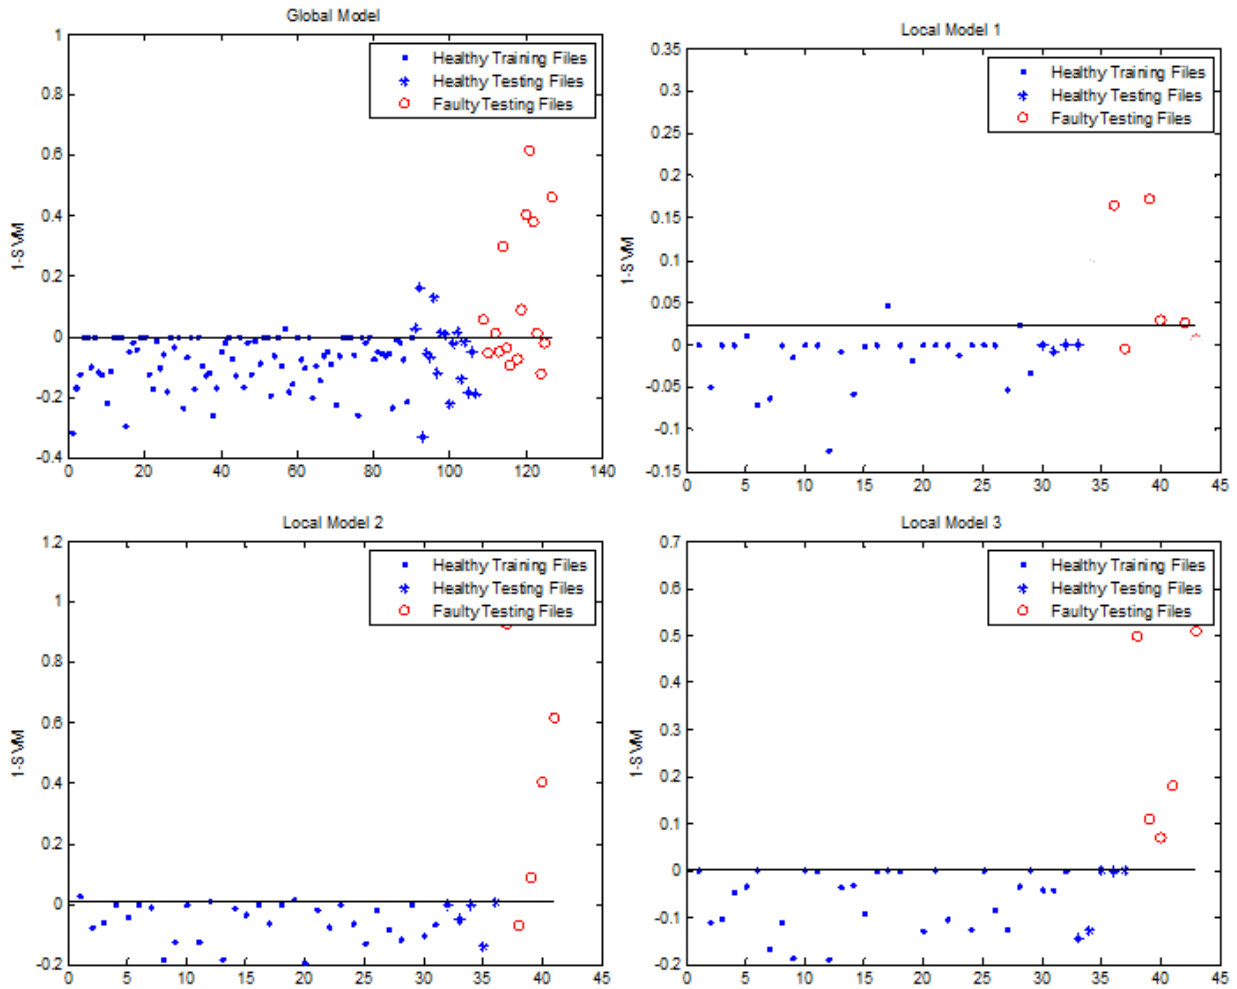 Global Model
1
0.8
0.6
0.4
0.2
0
-0.2
-0.4
1-SVM
Healthy Training Files
Healthy Testing Files
Faulty Testing Files
0 20 40 60 80 100 120 140
Local Model 1
0.35
0.3
0.25
0.2
0.15
0.1
0.05
0
-0.05
-0.1
-0.15
1-SVM
Healthy Training Files
Healthy Testing Files
Faulty Testing Files
0 5 10 15 20 25 30 35 40 45
Local Model 2
1.2
1
0.8
0.6
0.4
0.2
0
-0.2
1-SVM
Healthy Training Files
Healthy Testing Files
Faulty Testing Files
0 5 10 15 20 25 30 35 40 45
Local Model 3
0.7
0.6
0.5
0.4
0.3
0.2
0.1
0
-0.1
-0.2
1-SVM
Healthy Training Files
Healthy Testing Files
Faulty Testing Files
0 5 10 15 20 25 30 35 40 45